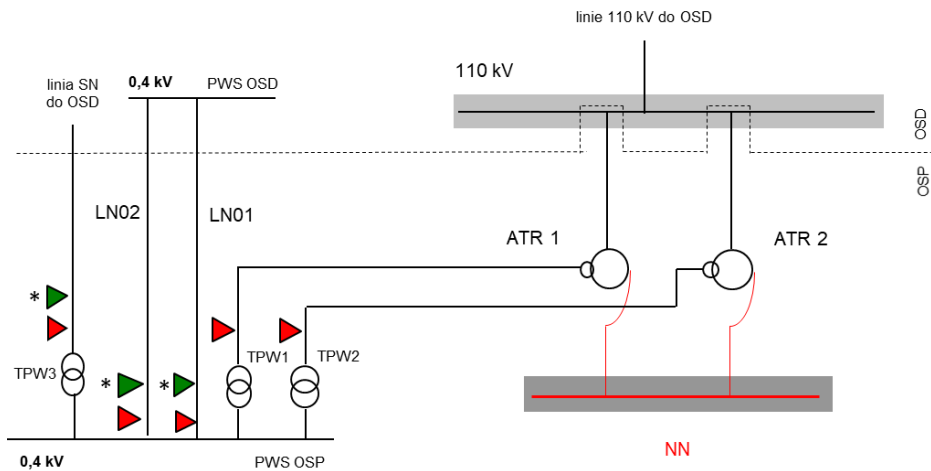 linie 110 kV do OSD
110 kV
linia SN
do OSD
0,4 kV
PWS OSD
OSD
OSP
LN02
LN01
ATR 1
ATR 2
*
*
*
TPW3
TPW1
TPW2
0,4 kV
PWS OSP
NN